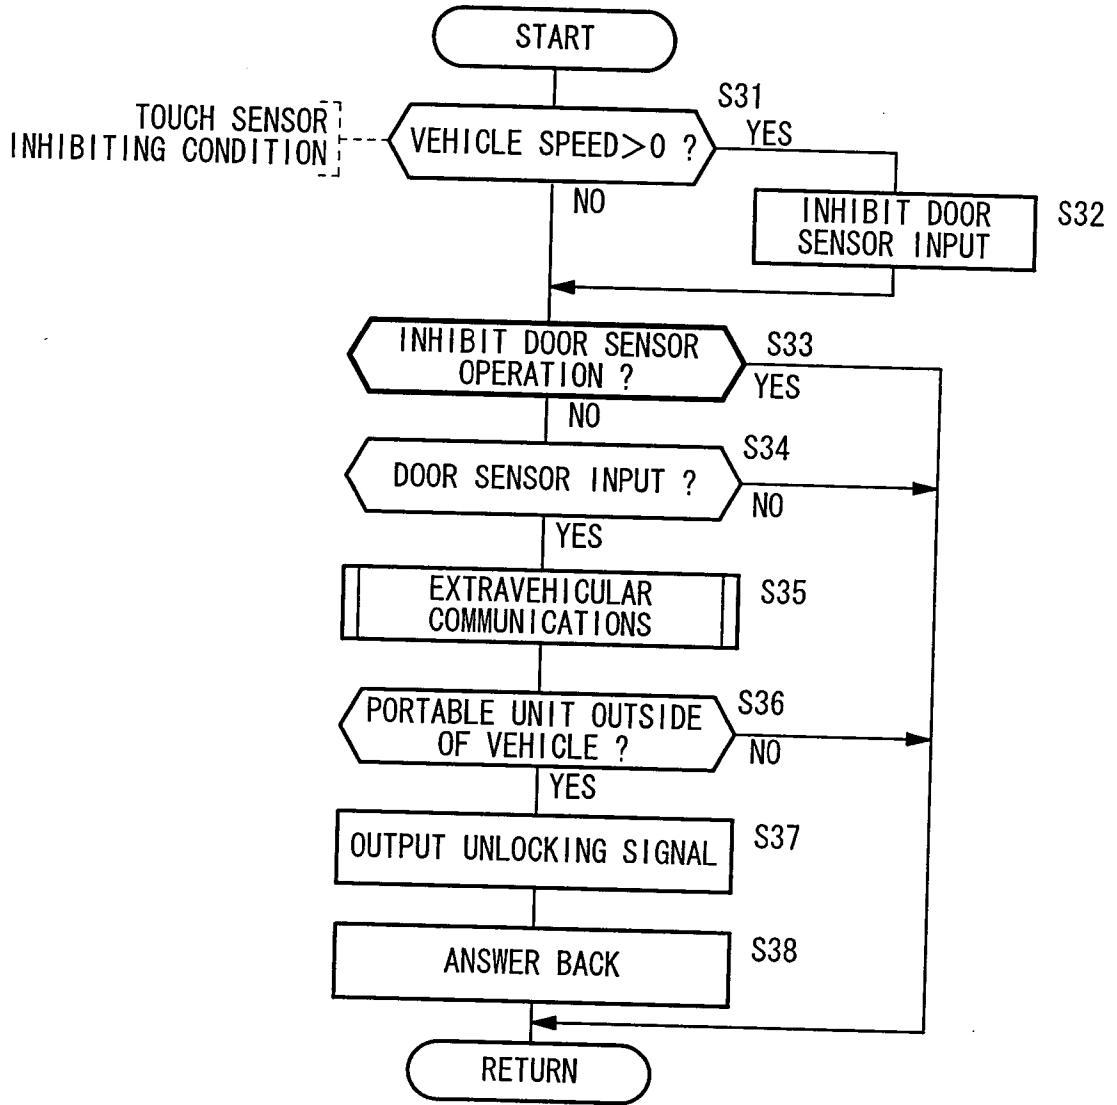 START
S31
TOUCH SENSOR
INHIBITING CONDITION
VEHICLE SPEED>0 ?
YES
NO
INHIBIT DOOR
SENSOR INPUT
S32
INHIBIT DOOR SENSOR
OPERATION ?
S33
YES
NO
S34
DOOR SENSOR INPUT ?
NO
YES
EXTRAVEHICULAR
COMMUNICATIONS
S35
PORTABLE UNIT OUTSIDE
OF VEHICLE ?
S36
NO
YES
OUTPUT UNLOCKING SIGNAL
S37
ANSWER BACK
S38
RETURN